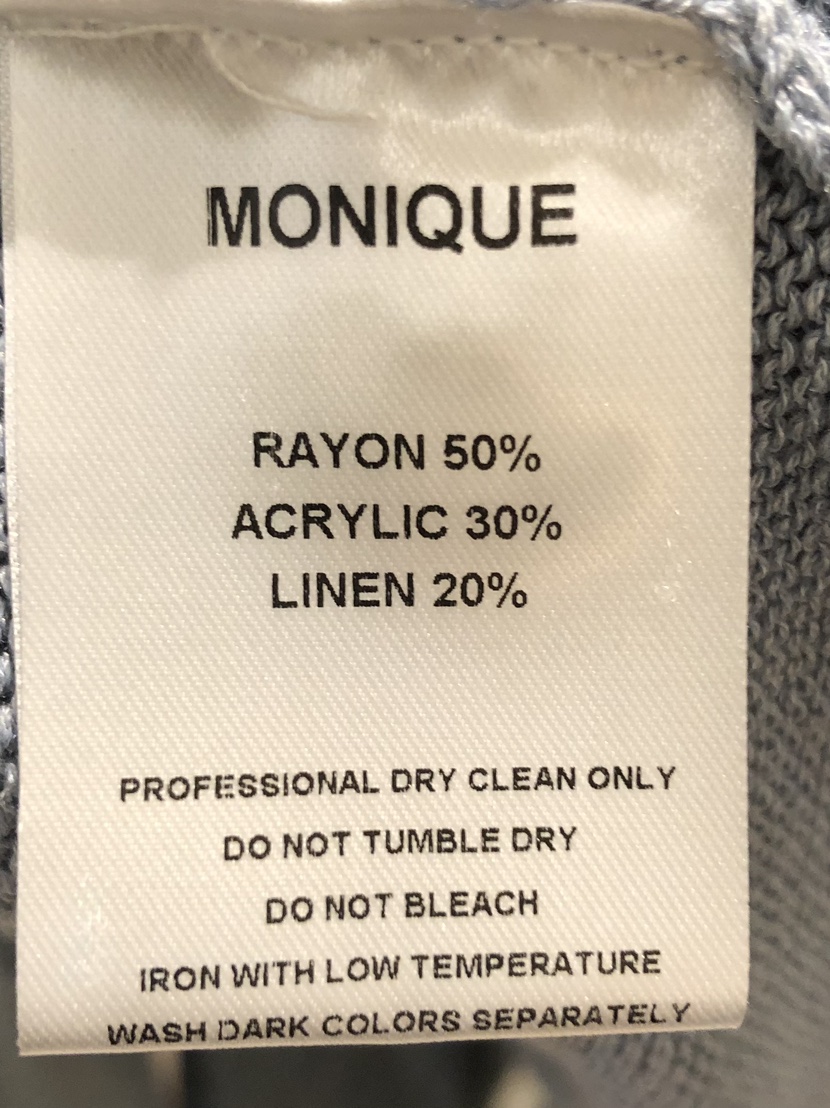 MONIQUE
RAYON 50%
ACRYLIC 30%
LINEN 20%
PROFESSIONAL DRY CLEAN ONLY
DO NOT TUMBLE DRY
DO NOT BLEACH
IRON WITH LOW TEMPERATURE
WASH DARK COLORS SEPARATELY